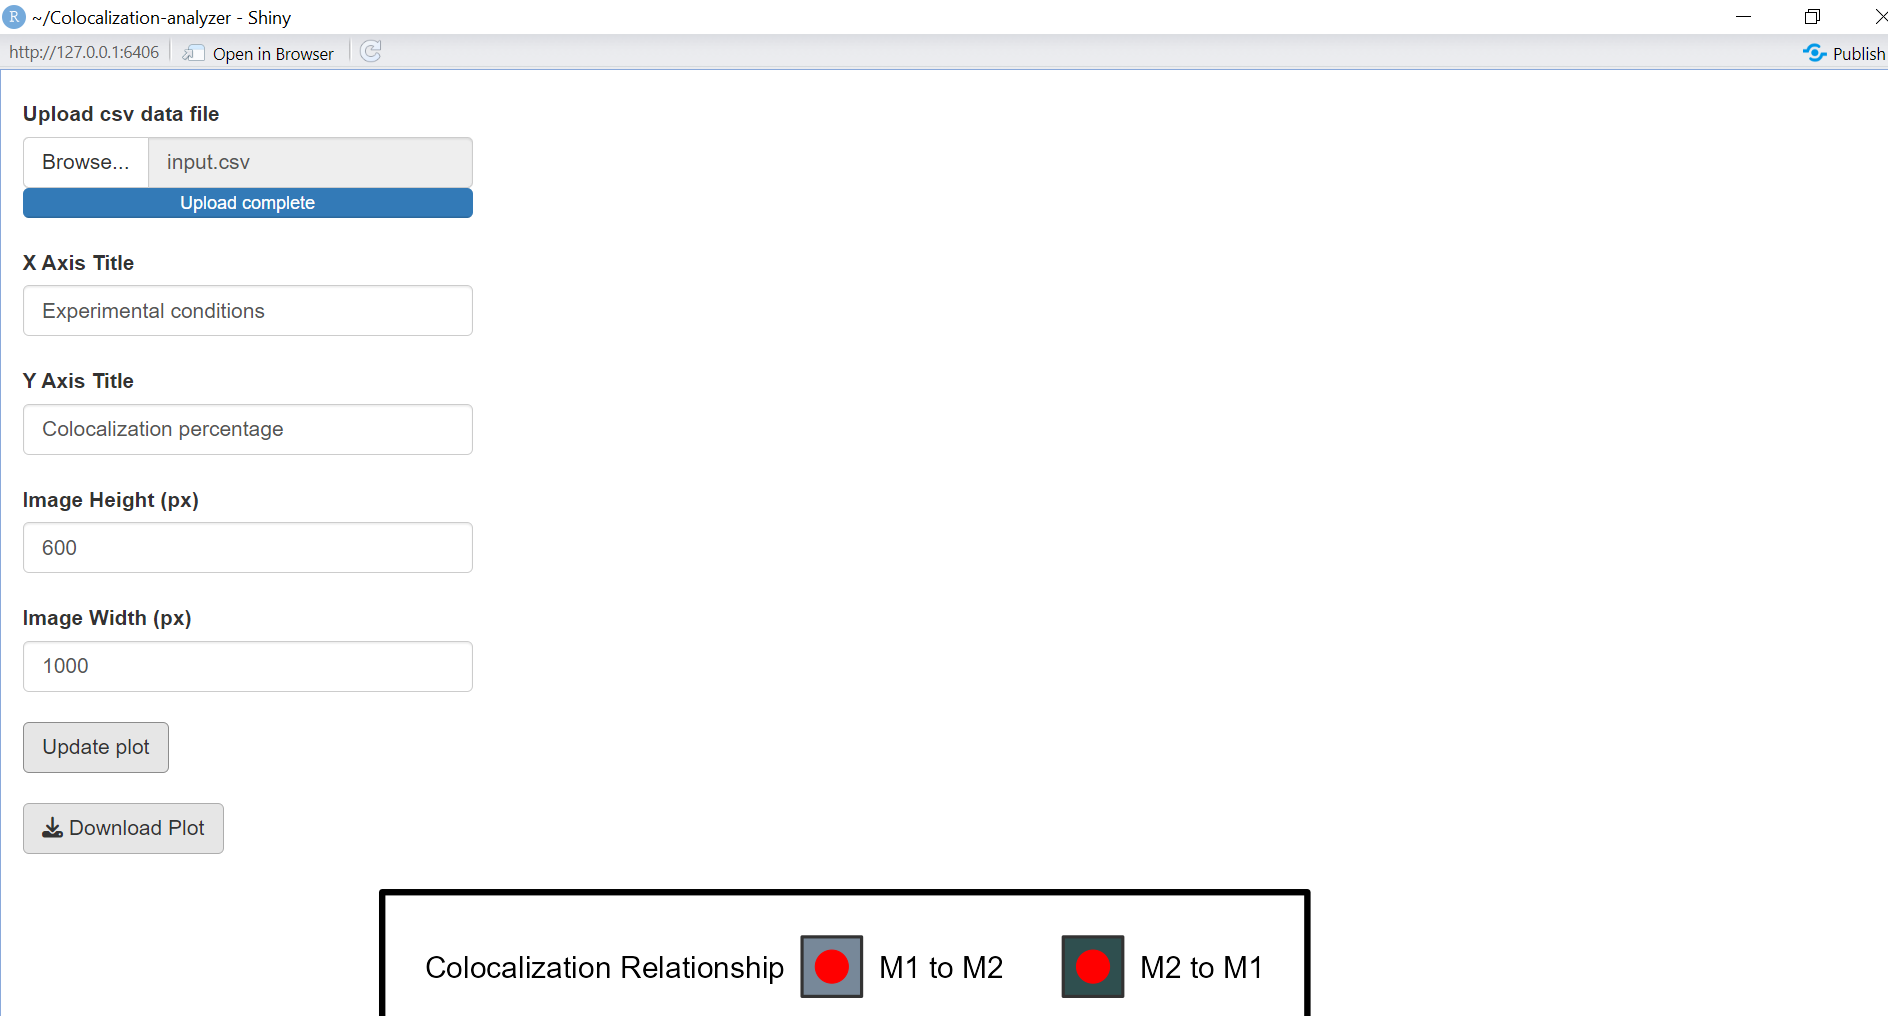 R ~/Colocalization-analyzer - Shiny
http://127.0.0.1:6406 Open in Browser Publish
Upload csv data file
Browse... input.csv
Upload complete
X Axis Title
Experimental conditions
Y Axis Title
Colocalization percentage
Image Height (px)
600
Image Width (px)
1000
Update plot
Download Plot
Colocalization Relationship M1 to M2 M2 to M1